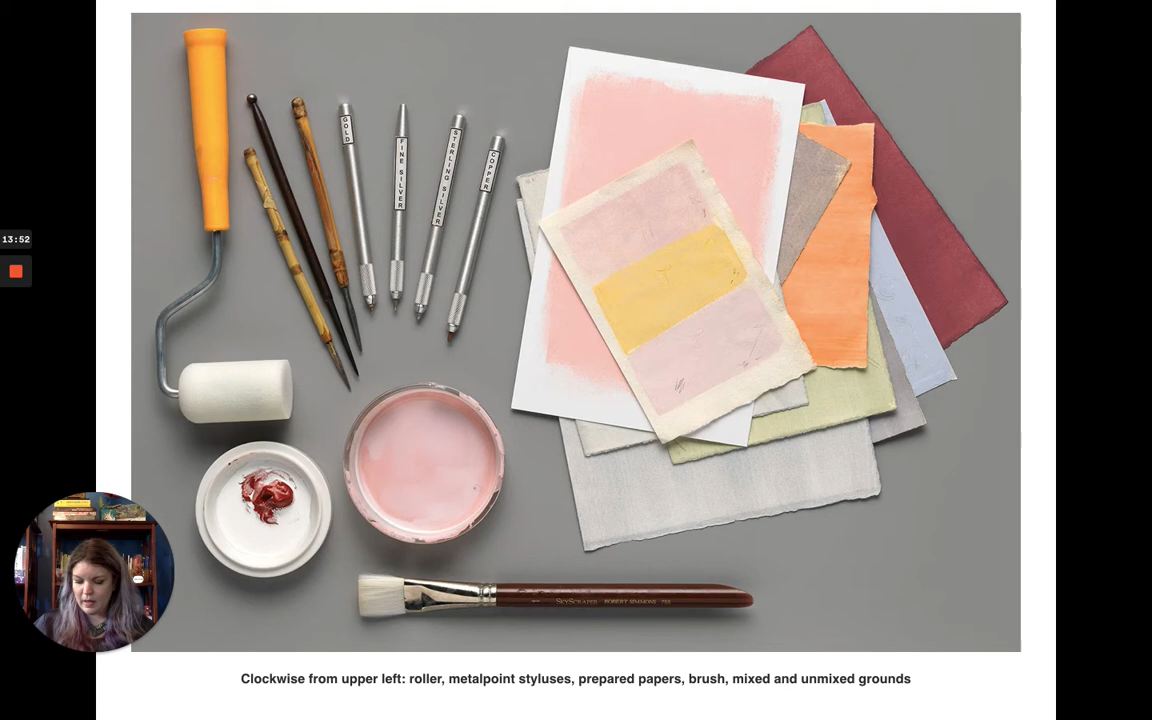 13:52
GOLD
FINE SILVER
STERLING SILVER
COPPER
SKYSCRAPER ROBERT SIMMONS
Clockwise from upper left: roller, metalpoint styluses, prepared papers, brush, mixed and unmixed grounds